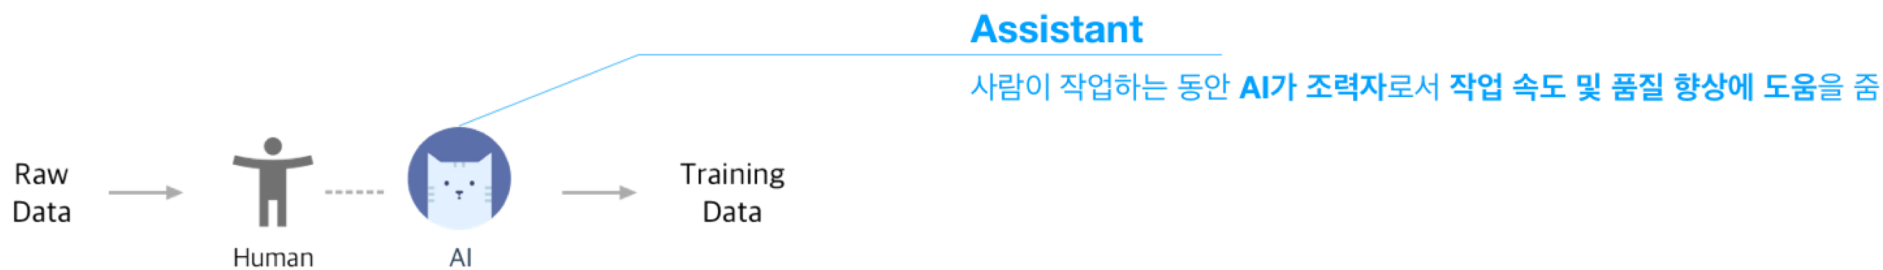 Assistant
사람이 작업하는 동안 AI가 조력자로서 작업 속도 및 품질 향상에 도움을 줌
Raw
Data
Human
AI
Training
Data